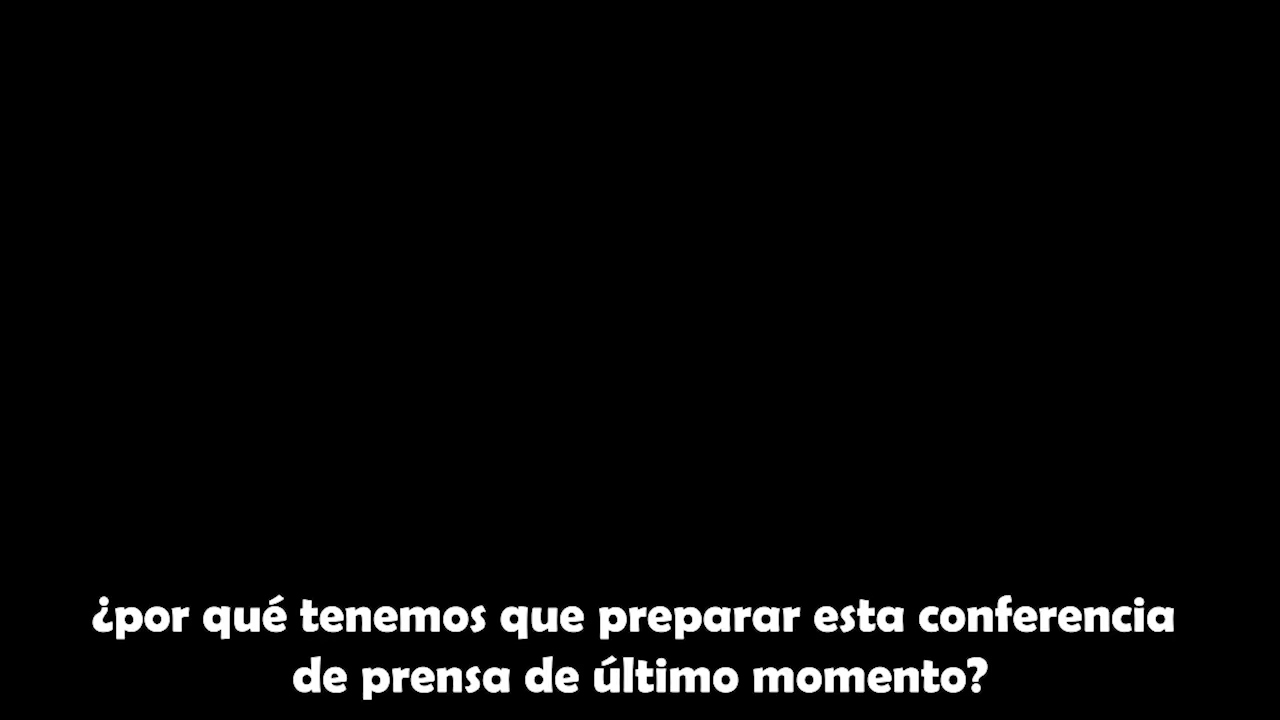 ¿por qué tenemos que preparar esta conferencia
de prensa de último momento?